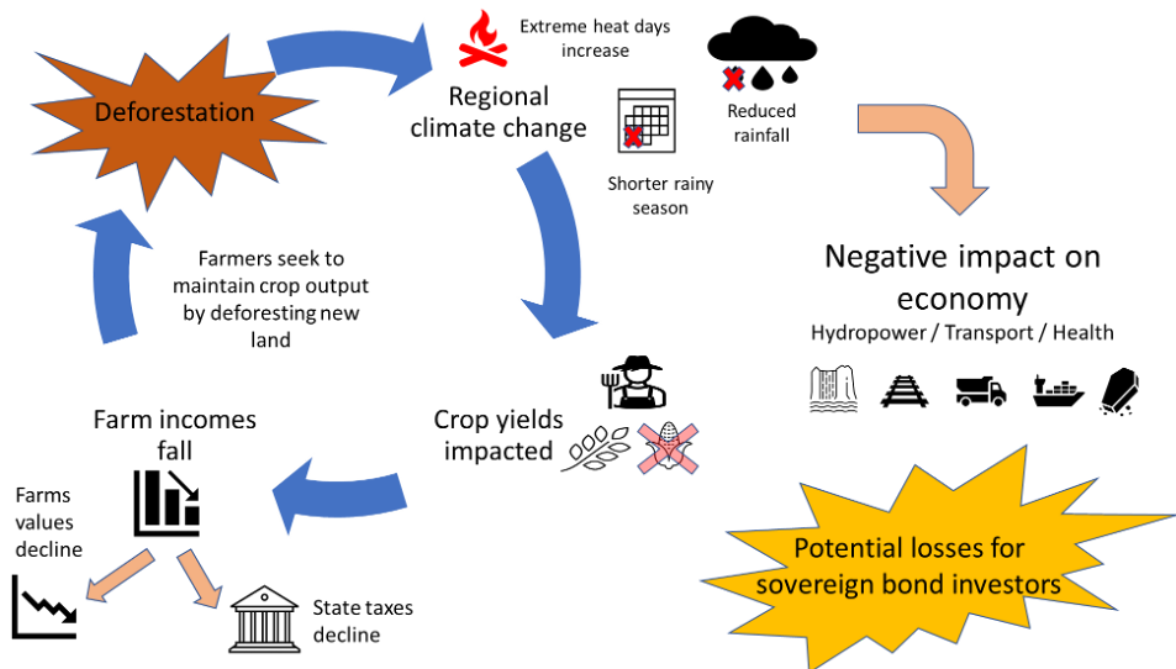 Deforestation
Extreme heat days
increase
Regional
climate change
Reduced
rainfall
Shorter rainy
season
Negative impact on
economy
Hydropower / Transport / Health
Farmers seek to
maintain crop output
by deforesting new
land
Crop yields
impacted
Farm incomes
fall
Farms
values
decline
State taxes
decline
Potential losses for
sovereign bond investors